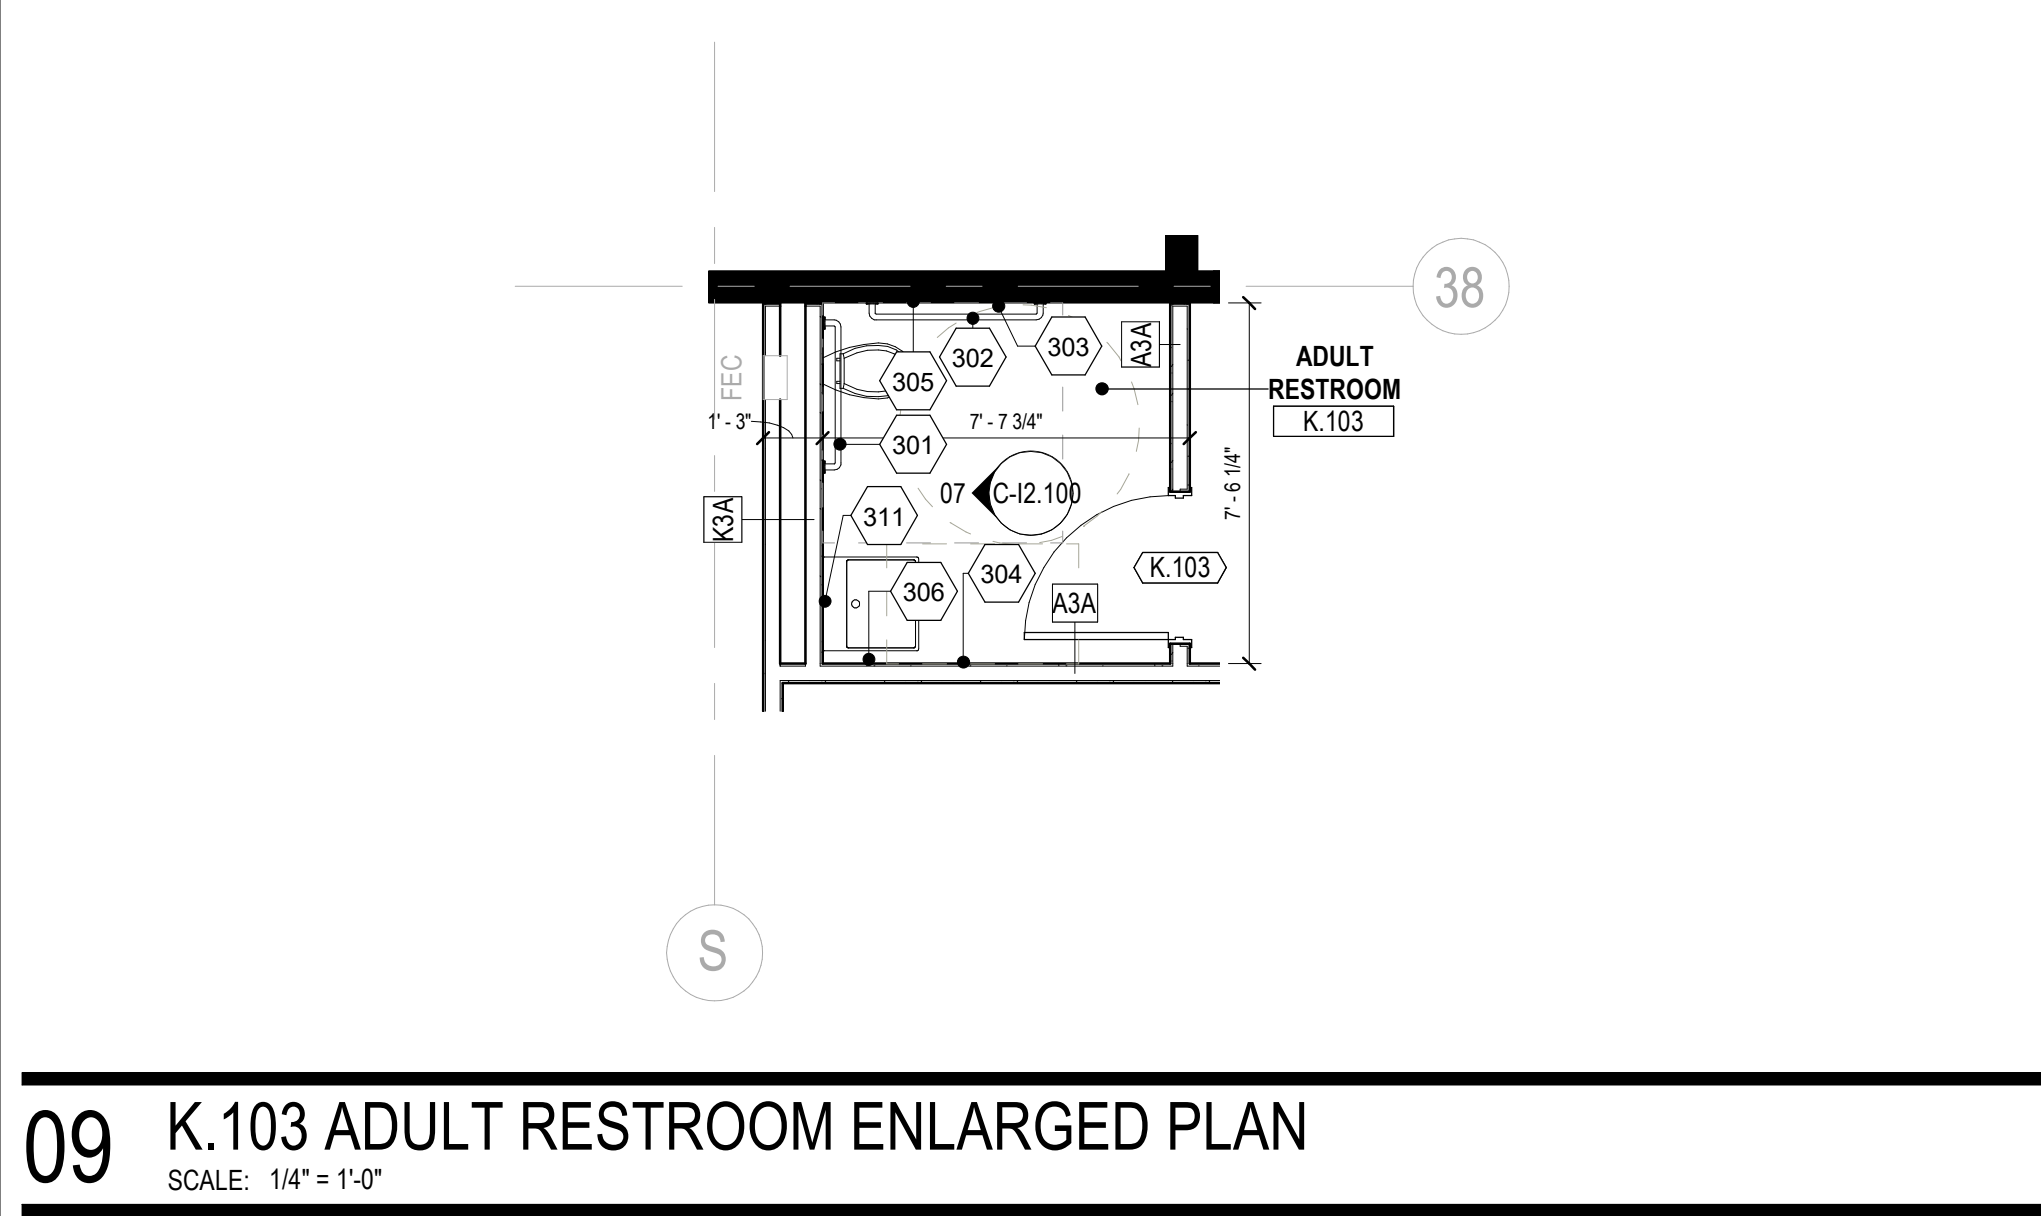 38
302
303
A3A
ADULT
RESTROOM
K.103
FEC
305
1' - 3"
7' - 7 3/4"
301
7' - 6 1/4"
07
C-I2.100
K3A
311
304
K.103
306
A3A
S
09
K.103 ADULT RESTROOM ENLARGED PLAN
SCALE: 1/4" = 1'-0"